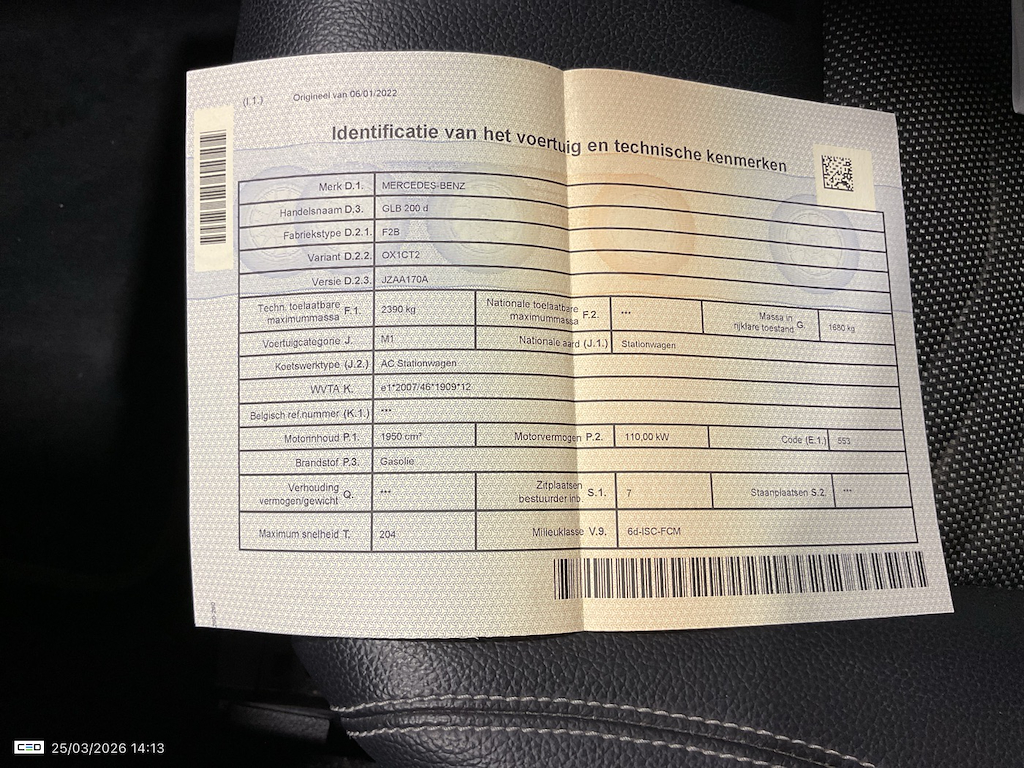 (I.1.) Origineel van 06/01/2022
Identificatie van het voertuig en technische kenmerken
Merk D.1. MERCEDES-BENZ
Handelsnaam D.3. GLB 200 d
Fabriekstype D.2.1. F2B
Variant D.2.2. OX1CT2
Versie D.2.3. JZAA170A
Techn. toelaatbare maximummassa F.1. 2390 kg Nationale toelaatbare maximummassa F.2. *** Massa in rijklare toestand G. 1680 kg
Voertuigcategorie J. M1 Nationale aard (J.1.) Stationwagen
Koetswerktype (J.2.) AC Stationwagen
WVTA K. e1*2007/46*1909*12
Belgisch ref.nummer (K.1.) ***
Motorinhoud P.1. 1950 cm³ Motorvermogen P.2. 110,00 kW Code (E.1.) 553
Brandstof P.3. Gasolie
Verhouding vermogen/gewicht Q. *** Zitplaatsen bestuurder inb. S.1. 7 Staanplaatsen S.2. ***
Maximum snelheid T. 204 Milieuklasse V.9. 6d-ISC-FCM
CEO 25/03/2026 14:13